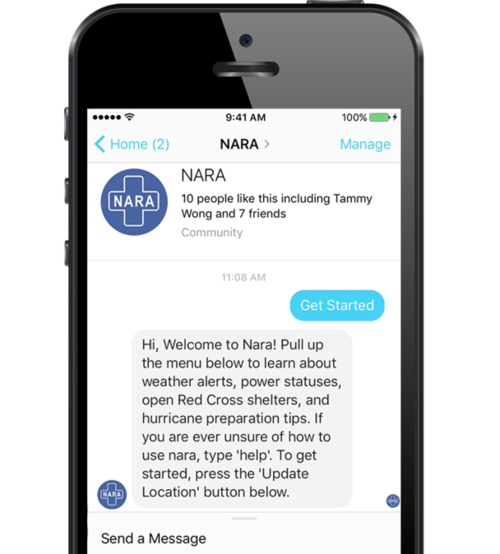 9:41 AM
100%
Home (2)
NARA
Manage
NARA
NARA
10 people like this including Tammy
Wong and 7 friends
Community
11:08 AM
Get Started
Hi, Welcome to Nara! Pull up
the menu below to learn about
weather alerts, power statuses,
open Red Cross shelters, and
hurricane preparation tips. If
you are ever unsure of how to
use nara, type 'help'. To get
started, press the 'Update
Location' button below.
NARA
Send a Message